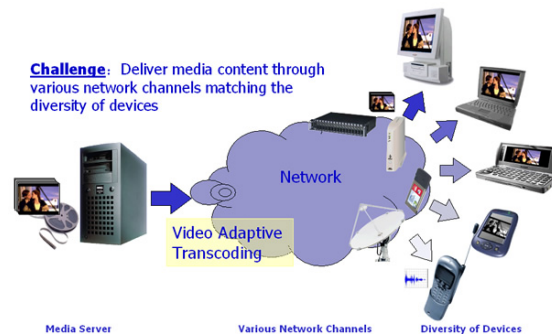 Challenge: Deliver media content through
various network channels matching the
diversity of devices
Network
Video Adaptive
Transcoding
Media Server
Various Network Channels
Diversity of Devices